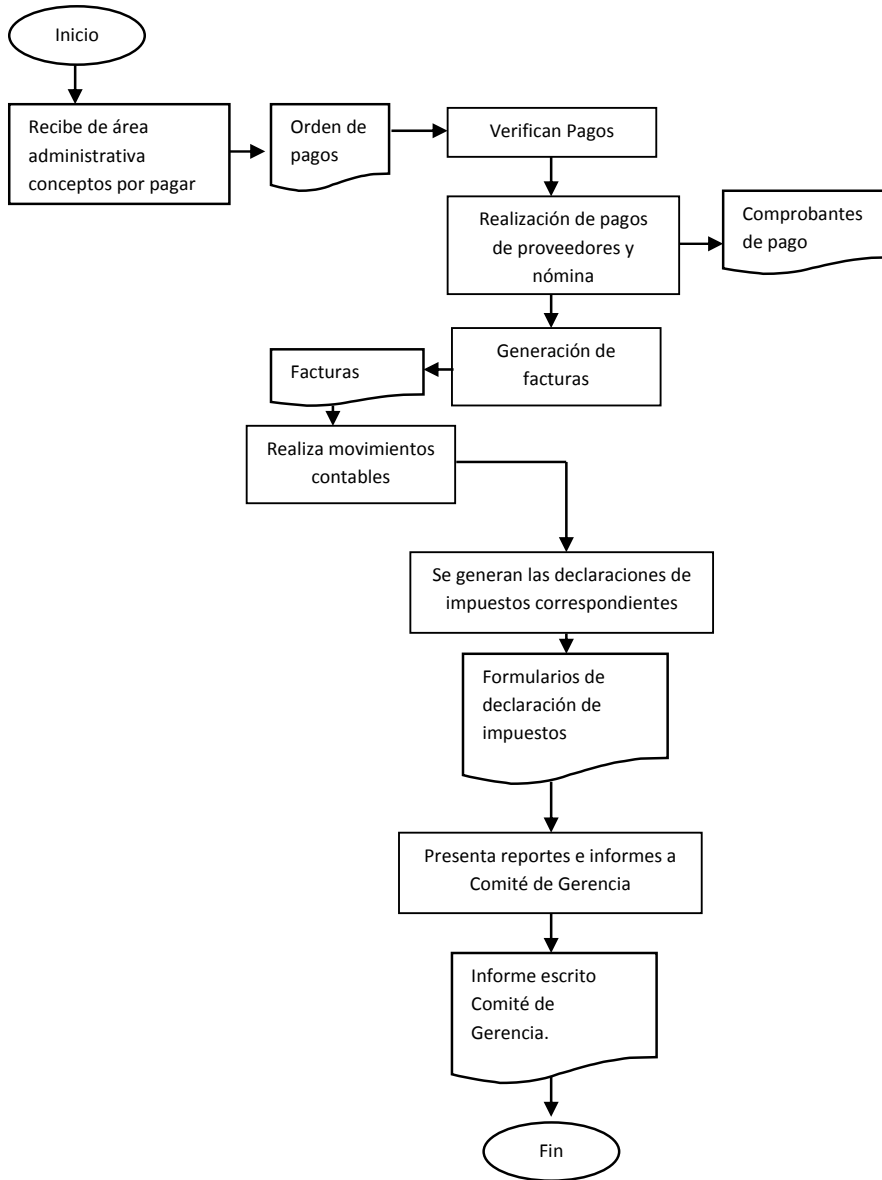 Inicio
Recibe de área
administrativa
conceptos por pagar
Orden de
pagos
Verifican Pagos
Realización de pagos
de proveedores y
nómina
Comprobantes
de pago
Generación de
facturas
Facturas
Realiza movimientos
contables
Se generan las declaraciones de
impuestos correspondientes
Formularios de
declaración de
impuestos
Presenta reportes e informes a
Comité de Gerencia
Informe escrito
Comité de
Gerencia.
Fin